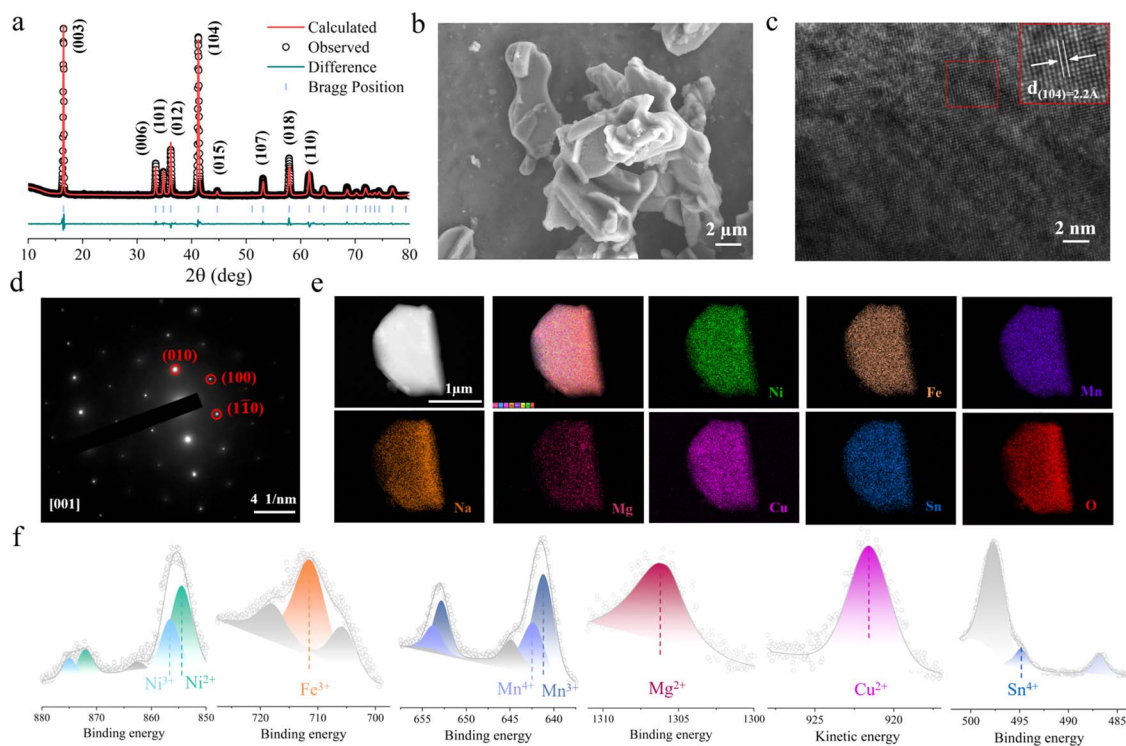 a
Calculated
Observed
Difference
Bragg Position
(003)
(006)
(101)
(012)
(104)
(015)
(107)
(018)
(110)
10 20 30 40 50 60 70 80
2θ (deg)
b
2 μm
c
d(104)=2.2Å
2 nm
d
(010)
(100)
(11̅0)
[001]
4 1/nm
e
1μm
Ni
Fe
Mn
Na
Mg
Cu
Sn
O
f
Ni³⁺
Ni²⁺
880 870 860 850
Binding energy
Fe³⁺
720 710 700
Binding energy
Mn⁴⁺
Mn³⁺
655 645 640
Binding energy
Mg²⁺
1310 1305 1300
Binding energy
Cu²⁺
925 920
Kinetic energy
Sn⁴⁺
500 495 490 485
Binding energy